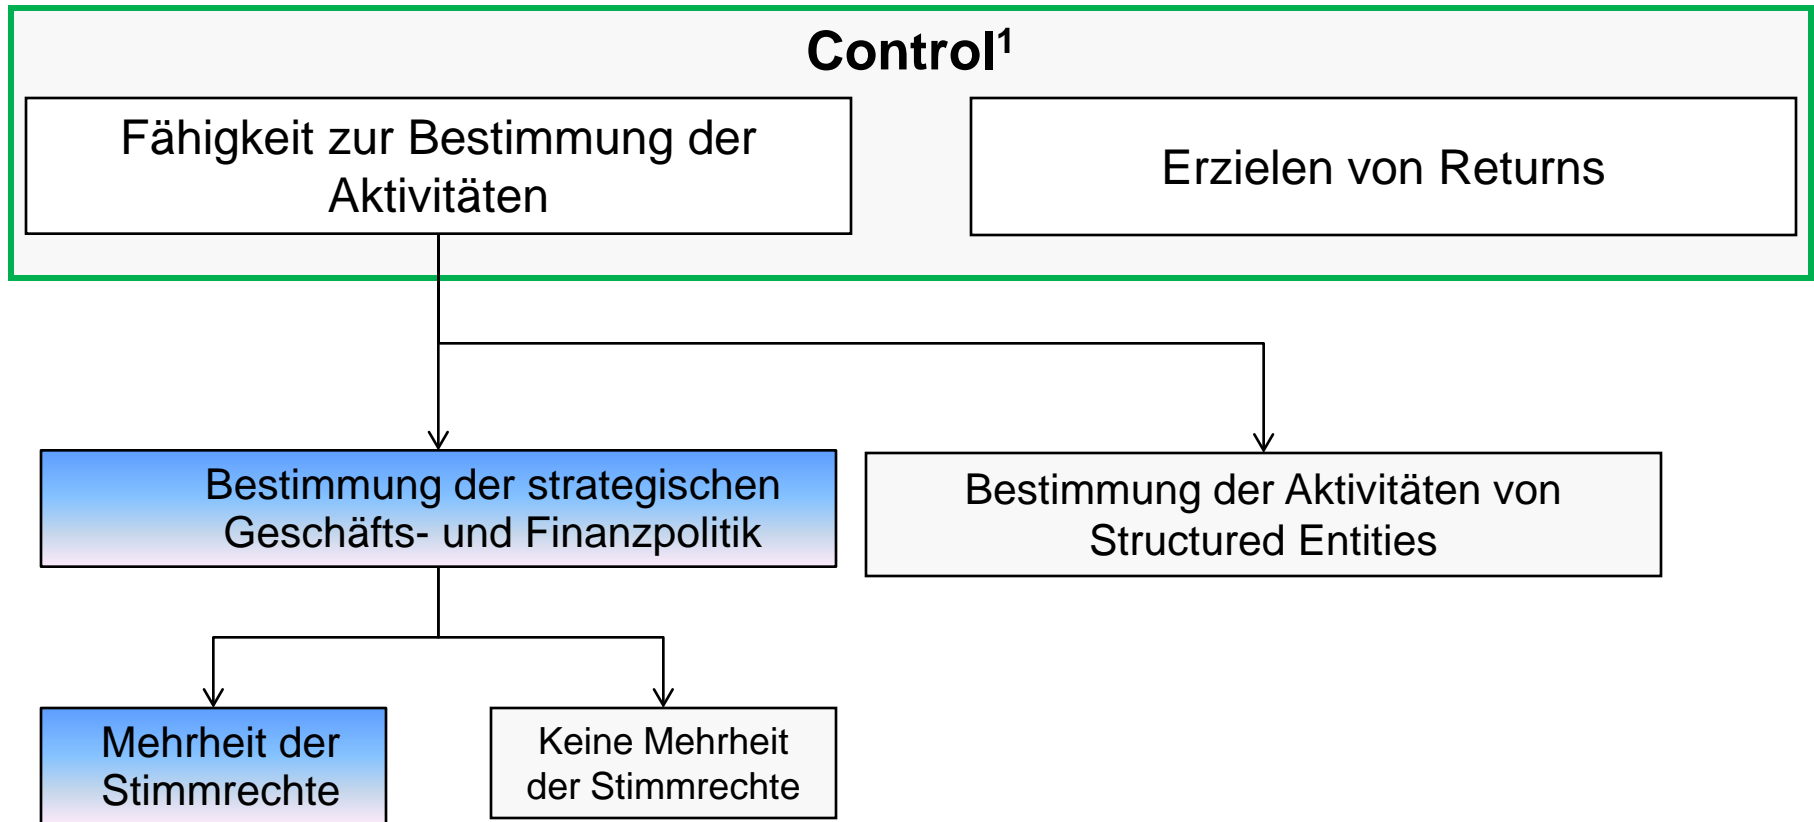 Control¹
Fähigkeit zur Bestimmung der
Aktivitäten
Erzielen von Returns
Bestimmung der strategischen
Geschäfts- und Finanzpolitik
Bestimmung der Aktivitäten von
Structured Entities
Mehrheit der
Stimmrechte
Keine Mehrheit
der Stimmrechte